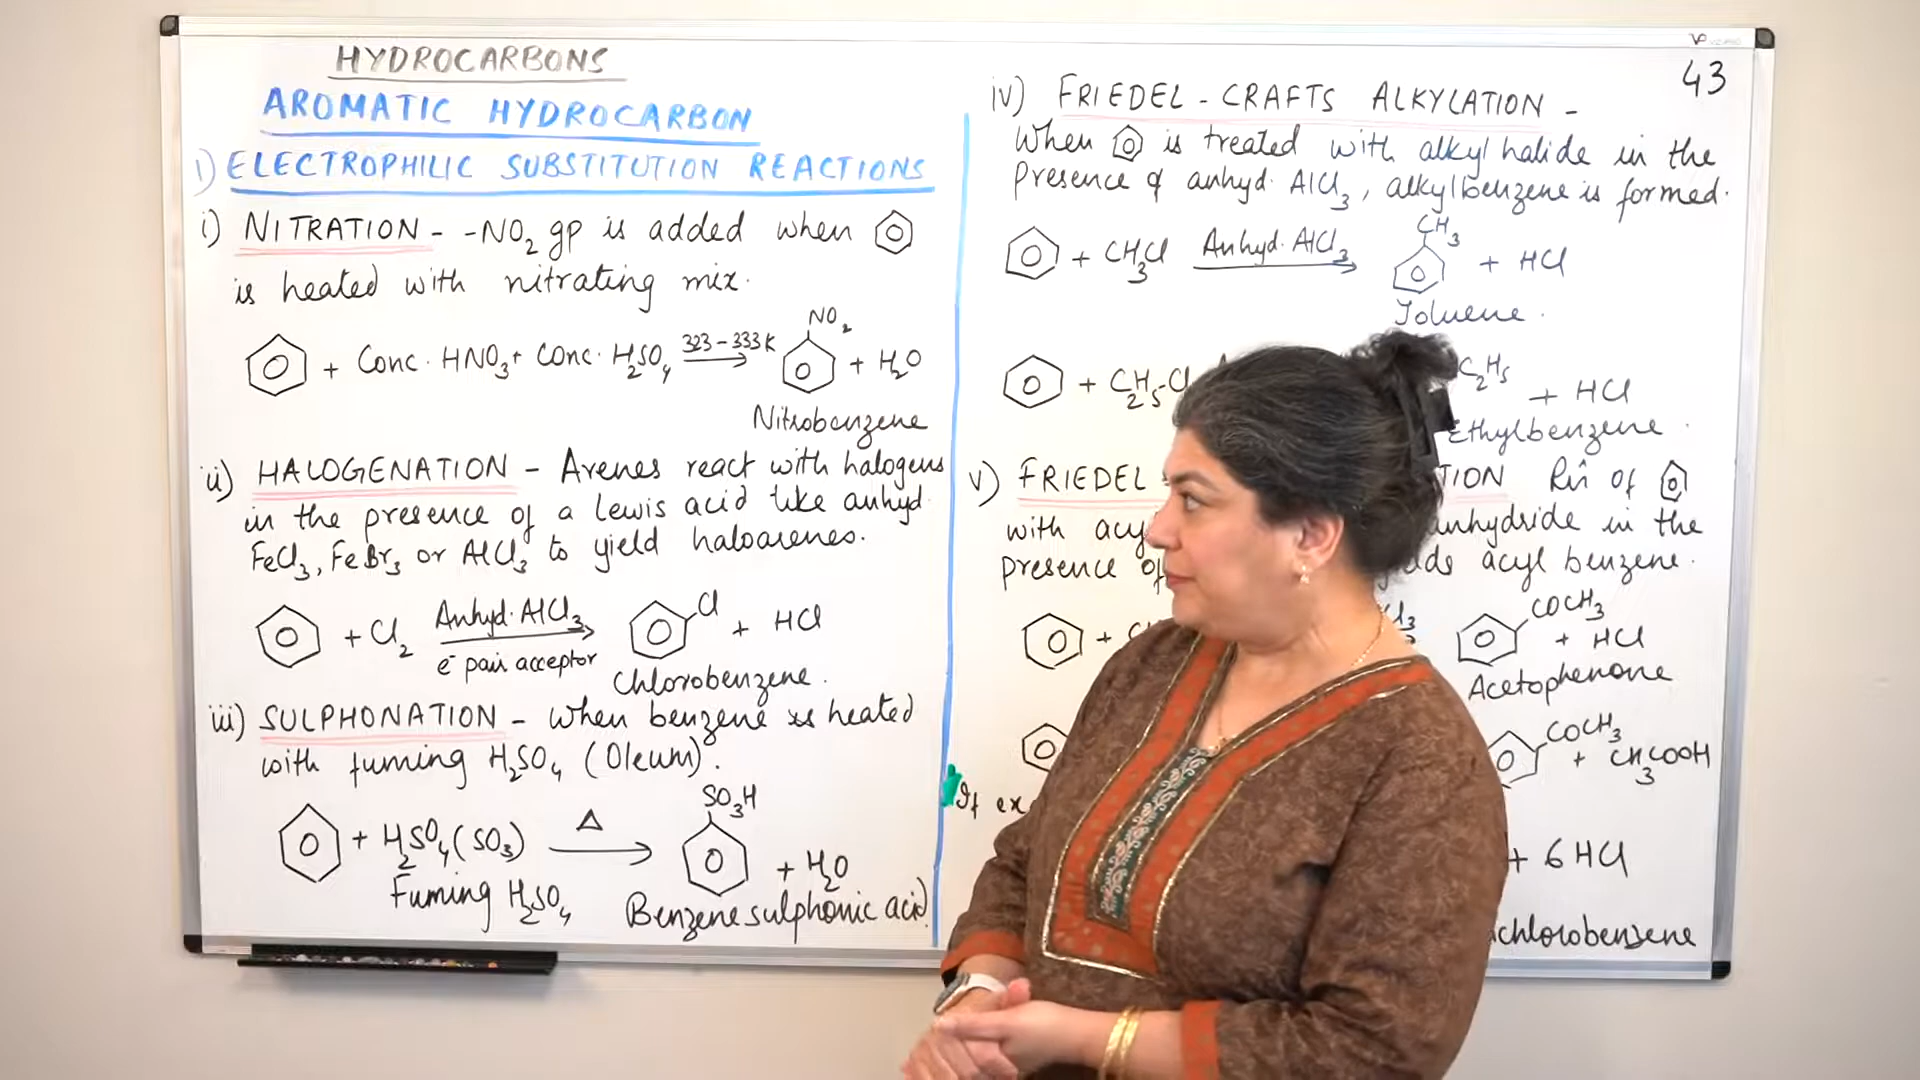 HYDROCARBONS
AROMATIC HYDROCARBON
1) ELECTROPHILIC SUBSTITUTION REACTIONS
i) NITRATION - -NO2 gp is added when
is heated with nitrating mix.
+ Conc. HNO3 + Conc. H2SO4 323-333K NO2 + H2O
Nitrobenzene
ii) HALOGENATION - Arenes react with halogens
in the presence of a Lewis acid like anhyd.
FeCl3, FeBr3 or AlCl3 to yield haloarenes.
+ Cl2 Anhyd. AlCl3 Cl + HCl
e⁻ pair acceptor
Chlorobenzene.
iii) SULPHONATION - When benzene is heated
with fuming H2SO4 (Oleum).
+ H2SO4 (SO3) Δ SO3H + H2O
Fuming H2SO4 Benzene sulphonic acid.
43
iv) FRIEDEL-CRAFTS ALKYLATION -
When is treated with alkyl halide in the
Presence of anhyd. AlCl3, alkylbenzene is formed.
+ CH3Cl Anhyd. AlCl3 CH3 + HCl
Toluene.
+ C2H5-Cl C2H5 + HCl
Ethylbenzene.
v) FRIEDEL Rxn of
with anhydride in the
presence of acyl benzene.
+ COCH3 + HCl
Acetophenone
COCH3 + CH3COOH
If
+ 6HCl